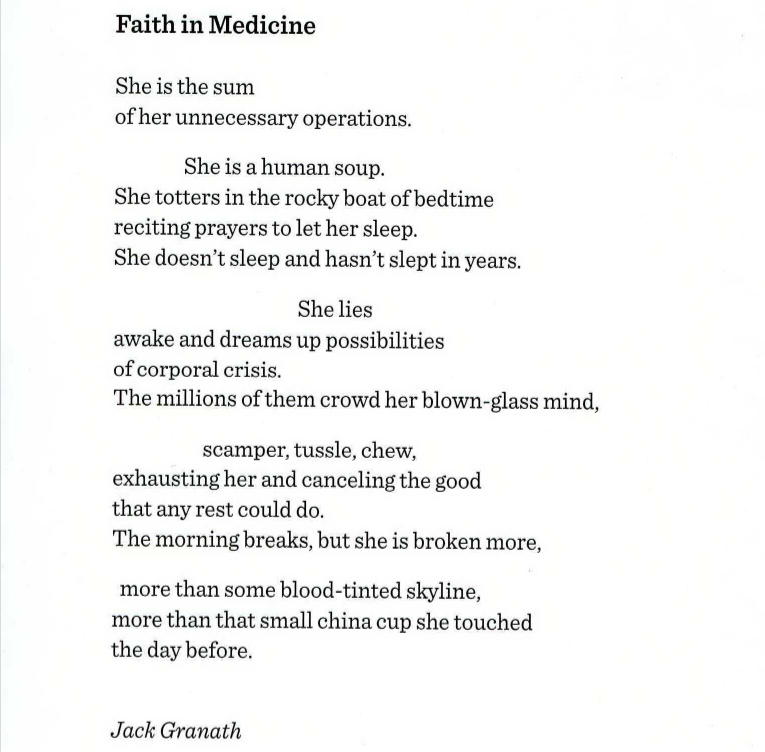 Faith in Medicine
She is the sum
of her unnecessary operations.
She is a human soup.
She totters in the rocky boat of bedtime
reciting prayers to let her sleep.
She doesn’t sleep and hasn’t slept in years.
She lies
awake and dreams up possibilities
of corporal crisis.
The millions of them crowd her blown-glass mind,
scamper, tussle, chew,
exhausting her and canceling the good
that any rest could do.
The morning breaks, but she is broken more,
more than some blood-tinted skyline,
more than that small china cup she touched
the day before.
Jack Granath